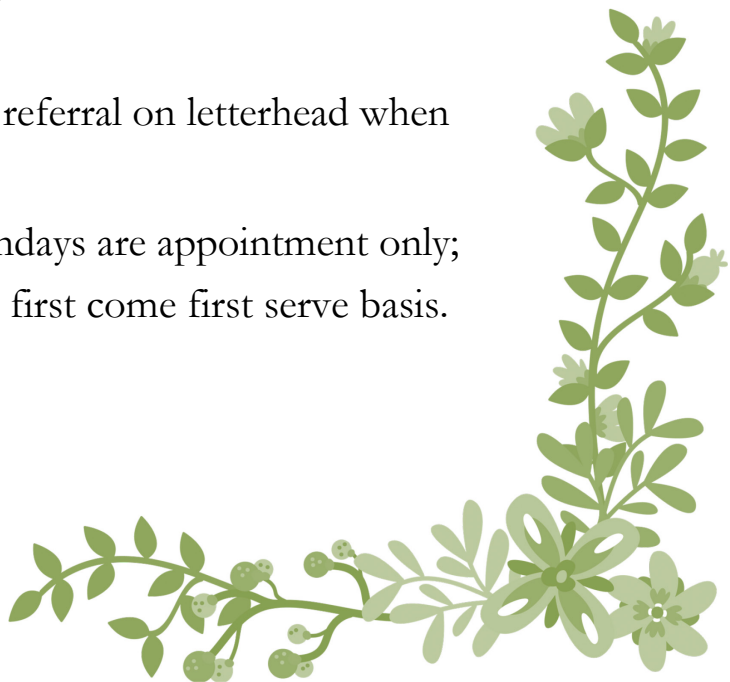 referral on letterhead when
ndays are appointment only;
first come first serve basis.